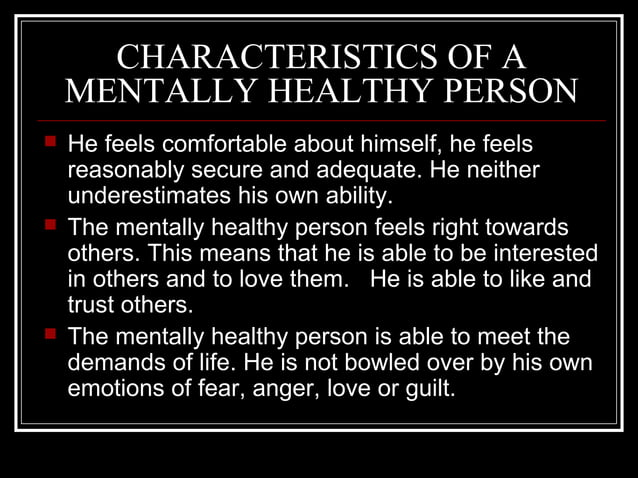 CHARACTERISTICS OF A
MENTALLY HEALTHY PERSON
He feels comfortable about himself, he feels
reasonably secure and adequate. He neither
underestimates his own ability.
The mentally healthy person feels right towards
others. This means that he is able to be interested
in others and to love them.   He is able to like and
trust others.
The mentally healthy person is able to meet the
demands of life. He is not bowled over by his own
emotions of fear, anger, love or guilt.